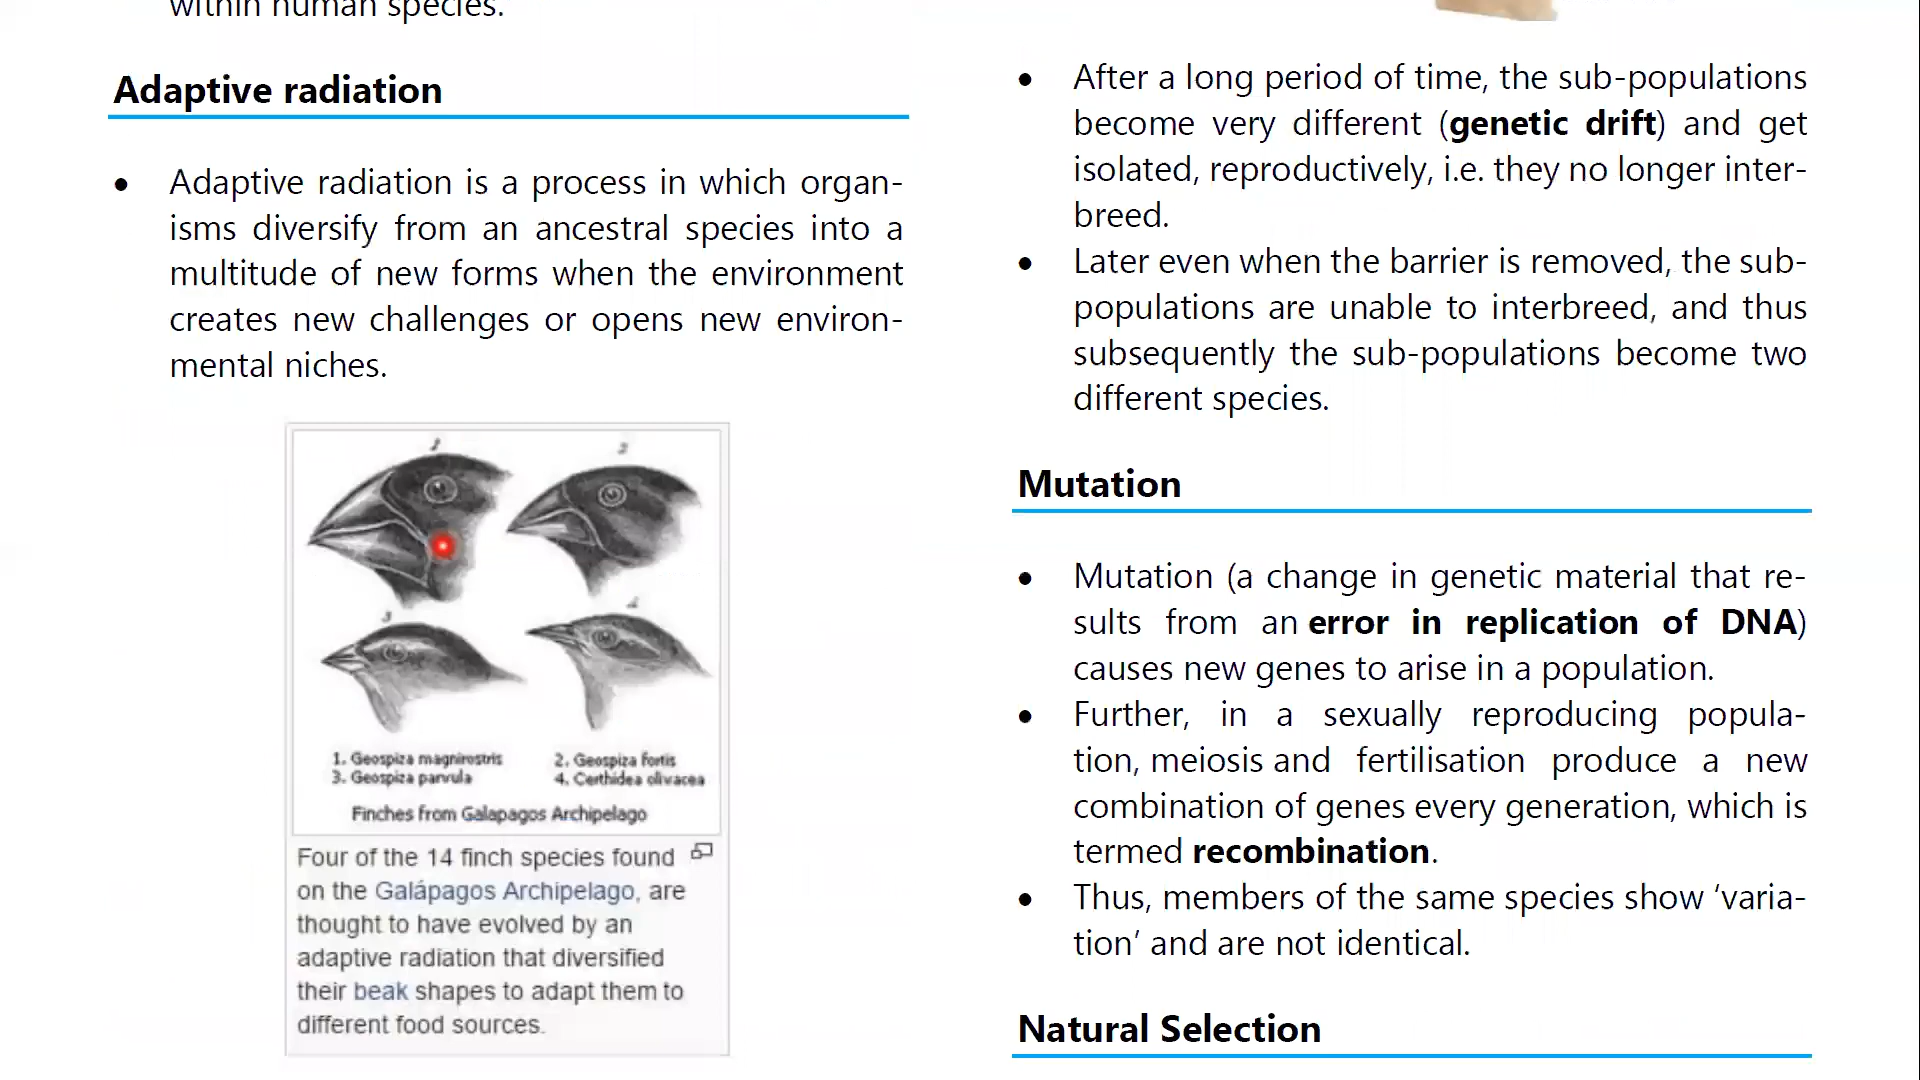 within human species.
Adaptive radiation
• Adaptive radiation is a process in which organ-
isms diversify from an ancestral species into a
multitude of new forms when the environment
creates new challenges or opens new environ-
mental niches.
1
2
3
4
1. Geospiza magnirostris
2. Geospiza fortis
3. Geospiza parvula
4. Certhidea olivacea
Finches from Galapagos Archipelago
Four of the 14 finch species found
on the Galápagos Archipelago, are
thought to have evolved by an
adaptive radiation that diversified
their beak shapes to adapt them to
different food sources.
• After a long period of time, the sub-populations
become very different (genetic drift) and get
isolated, reproductively, i.e. they no longer inter-
breed.
• Later even when the barrier is removed, the sub-
populations are unable to interbreed, and thus
subsequently the sub-populations become two
different species.
Mutation
• Mutation (a change in genetic material that re-
sults from an error in replication of DNA)
causes new genes to arise in a population.
• Further, in a sexually reproducing popula-
tion, meiosis and fertilisation produce a new
combination of genes every generation, which is
termed recombination.
• Thus, members of the same species show ‘varia-
tion’ and are not identical.
Natural Selection